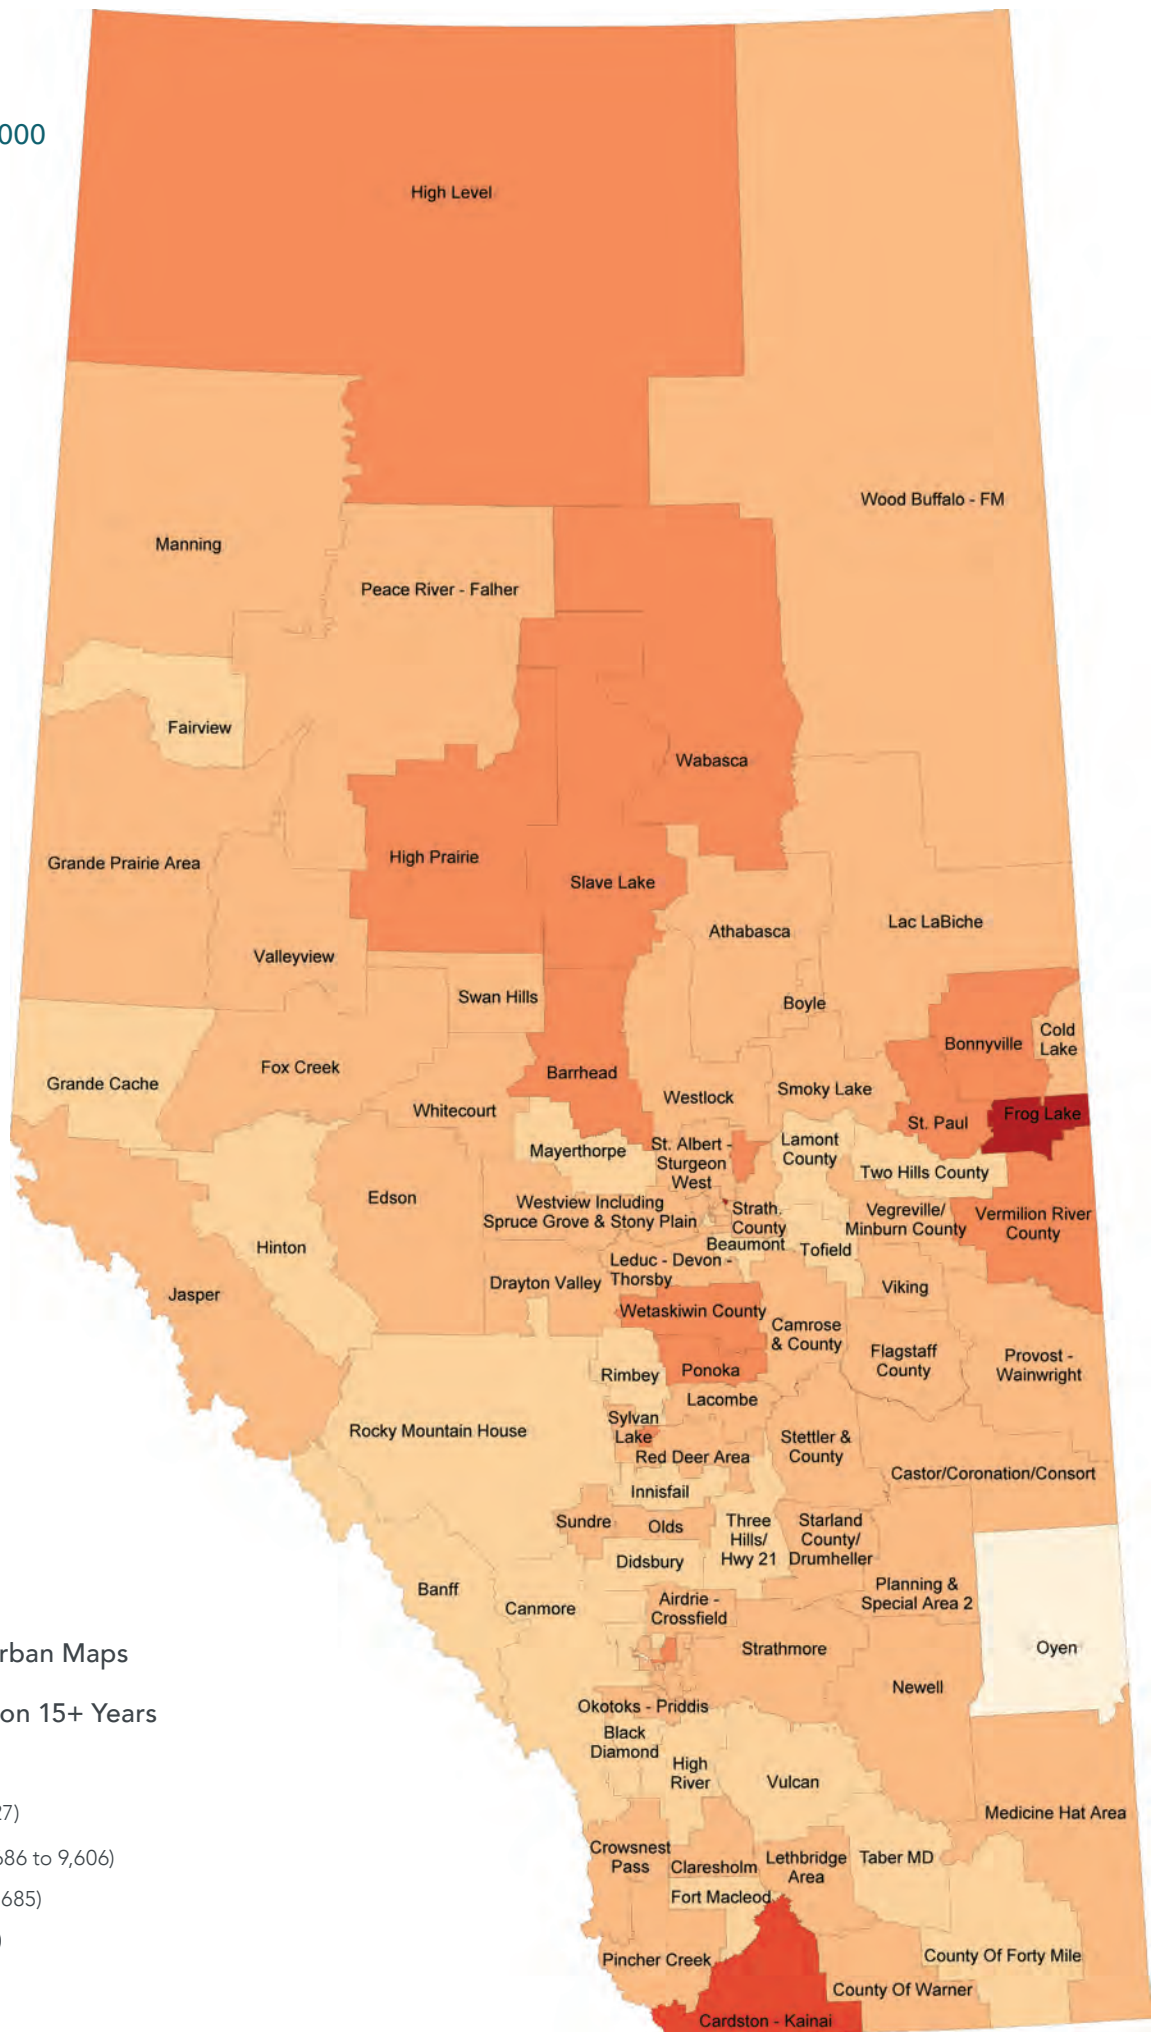 000
High Level
Wood Buffalo - FM
Manning
Peace River - Falher
Fairview
Wabasca
High Prairie
Grande Prairie Area
Slave Lake
Lac LaBiche
Athabasca
Valleyview
Swan Hills
Boyle
Cold
Lake
Bonnyville
Fox Creek
Barrhead
Grande Cache
Smoky Lake
Westlock
Whitecourt
Frog Lake
St. Paul
Mayerthorpe
St. Albert -
Sturgeon
West
Lamont
County
Two Hills County
Edson
Westview Including
Spruce Grove & Stony Plain
Strath.
County
Vegreville/
Minburn County
Vermilion River
County
Hinton
Beaumont
Tofield
Leduc - Devon -
Thorsby
Drayton Valley
Viking
Jasper
Wetaskiwin County
Camrose
& County
Flagstaff
County
Provost -
Wainwright
Rimbey
Ponoka
Lacombe
Sylvan
Lake
Rocky Mountain House
Stettler &
County
Red Deer Area
Castor/Coronation/Consort
Innisfail
Sundre
Olds
Three
Hills/
Hwy 21
Starland
County/
Drumheller
Didsbury
Banff
Planning &
Special Area 2
Canmore
Airdrie -
Crossfield
Strathmore
Oyen
rban Maps
Newell
Okotoks - Priddis
on 15+ Years
Black
Diamond
High
River
Vulcan
Medicine Hat Area
27)
Crowsnest
Pass
Claresholm
Lethbridge
Area
Taber MD
686 to 9,606)
Fort Macleod
685)
)
Pincher Creek
County Of Forty Mile
County Of Warner
Cardston - Kainai